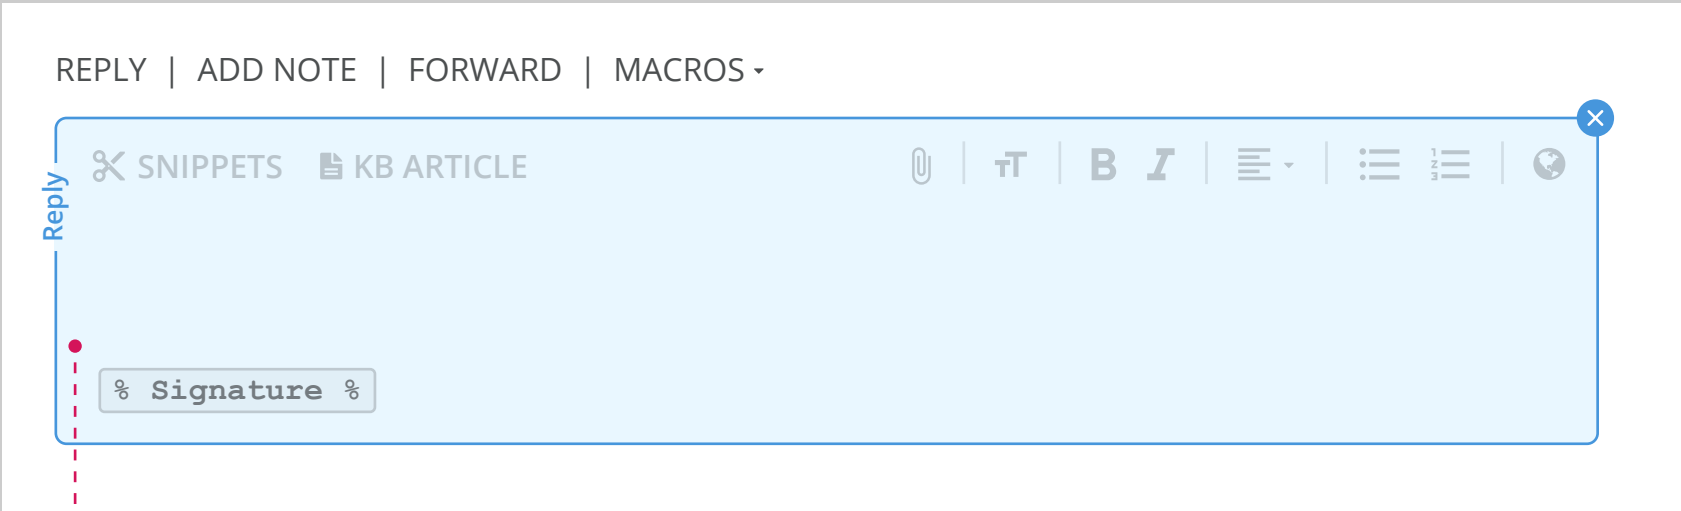 REPLY | ADD NOTE | FORWARD | MACROS
SNIPPETS KB ARTICLE
Reply
% Signature %